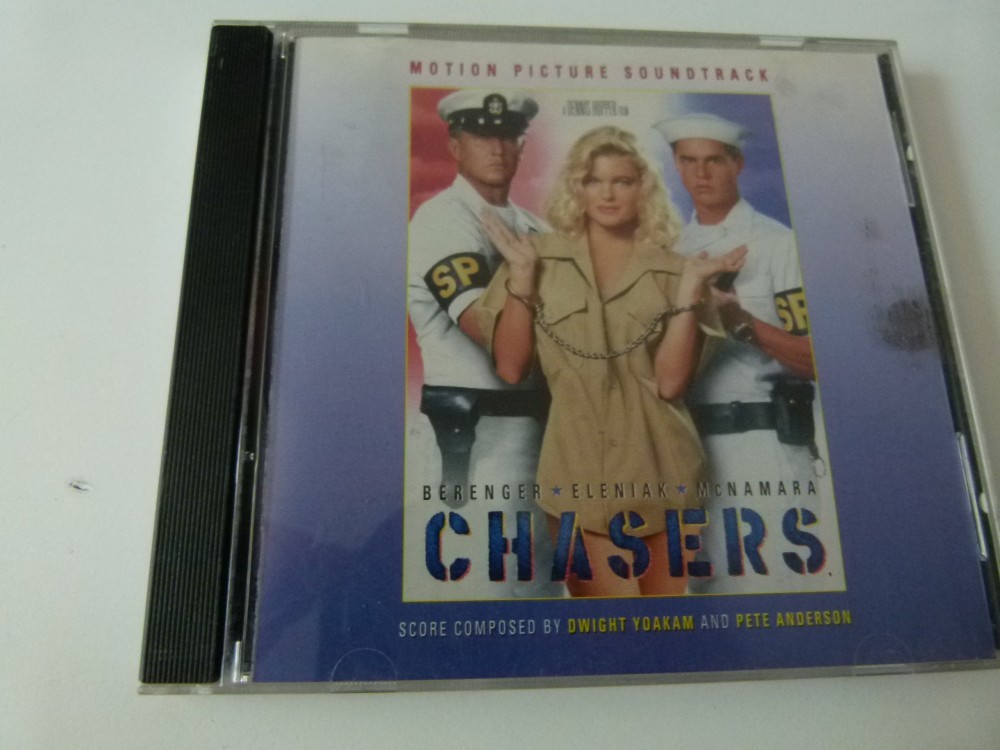 MOTION PICTURE SOUNDTRACK
A DENNIS HOPPER FILM
SP
SP
BERENGER ★ ELENIAK ★ McNAMARA
CHASERS
SCORE COMPOSED BY DWIGHT YOAKAM AND PETE ANDERSON